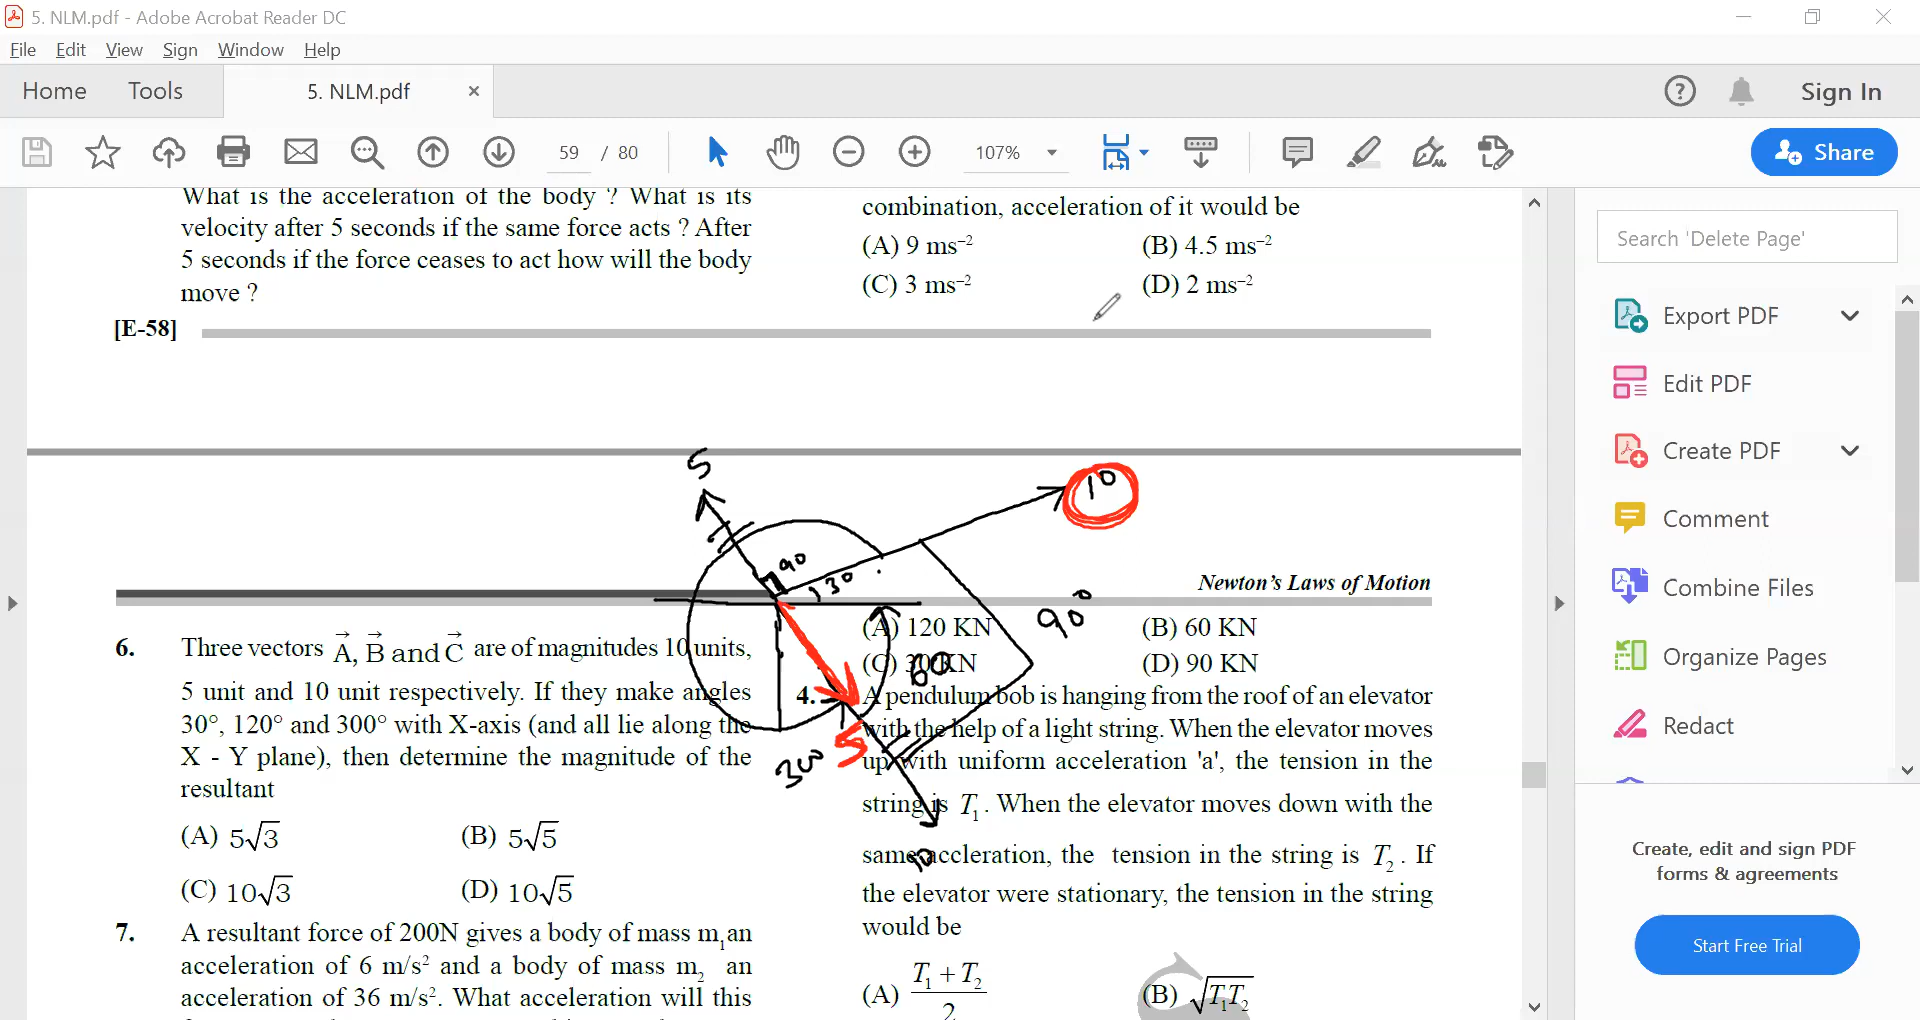 5. NLM.pdf - Adobe Acrobat Reader DC
File Edit View Sign Window Help
Home Tools 5. NLM.pdf × Sign In
59 / 80 107% Share
What is the acceleration of the body ? What is its
velocity after 5 seconds if the same force acts ? After
5 seconds if the force ceases to act how will the body
move ?
[E-58]
combination, acceleration of it would be
(A) 9 ms⁻² (B) 4.5 ms⁻²
(C) 3 ms⁻² (D) 2 ms⁻²
5
10
90
30
90°
60
300
5
10
Newton's Laws of Motion
6. Three vectors A⃗, B⃗ and C⃗ are of magnitudes 10 units,
5 unit and 10 unit respectively. If they make angles
30°, 120° and 300° with X-axis (and all lie along the
X - Y plane), then determine the magnitude of the
resultant
(A) 5√3 (B) 5√5
(C) 10√3 (D) 10√5
7. A resultant force of 200N gives a body of mass m₁an
acceleration of 6 m/s² and a body of mass m₂ an
acceleration of 36 m/s². What acceleration will this
(A) 120 KN (B) 60 KN
(C) 30 KN (D) 90 KN
4. A pendulum bob is hanging from the roof of an elevator
with the help of a light string. When the elevator moves
up with uniform acceleration 'a', the tension in the
string is T₁. When the elevator moves down with the
same accleration, the tension in the string is T₂. If
the elevator were stationary, the tension in the string
would be
(A) (T₁ + T₂)/2 (B) √T₁T₂
Search 'Delete Page'
Export PDF
Edit PDF
Create PDF
Comment
Combine Files
Organize Pages
Redact
Create, edit and sign PDF
forms & agreements
Start Free Trial